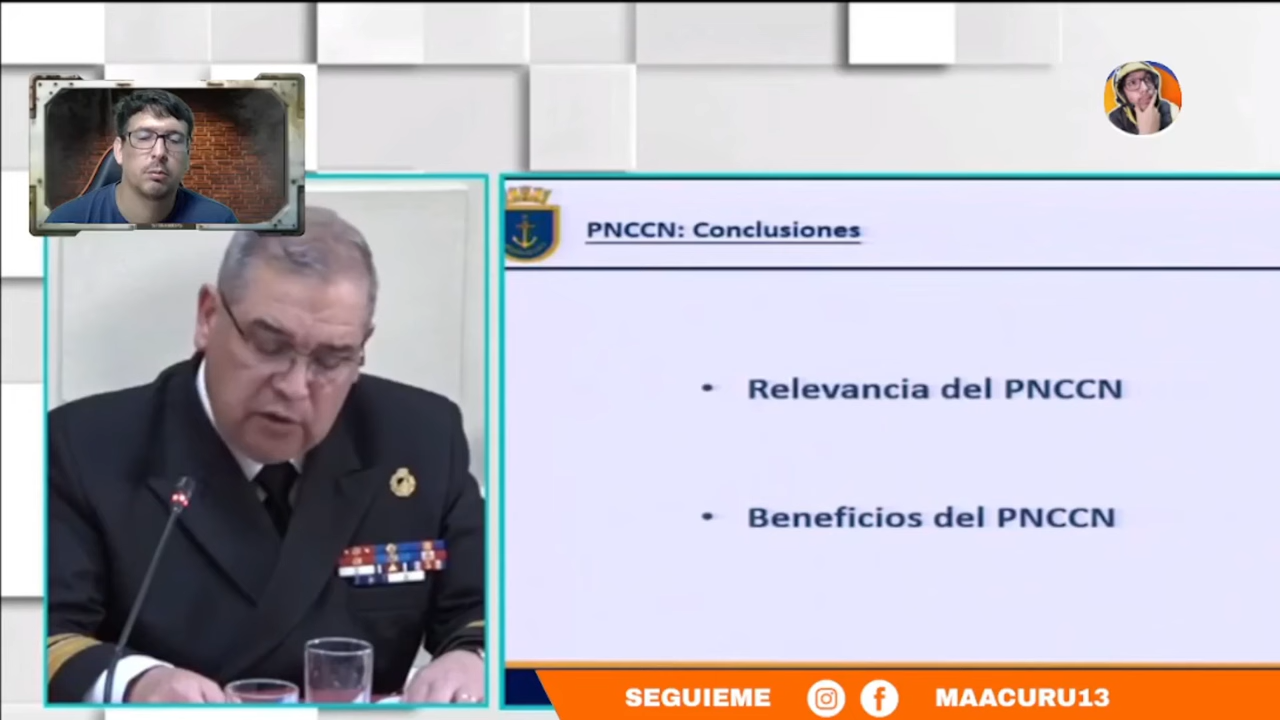 PNCCN: Conclusiones
• Relevancia del PNCCN
• Beneficios del PNCCN
SEGUIEME MAACURU13